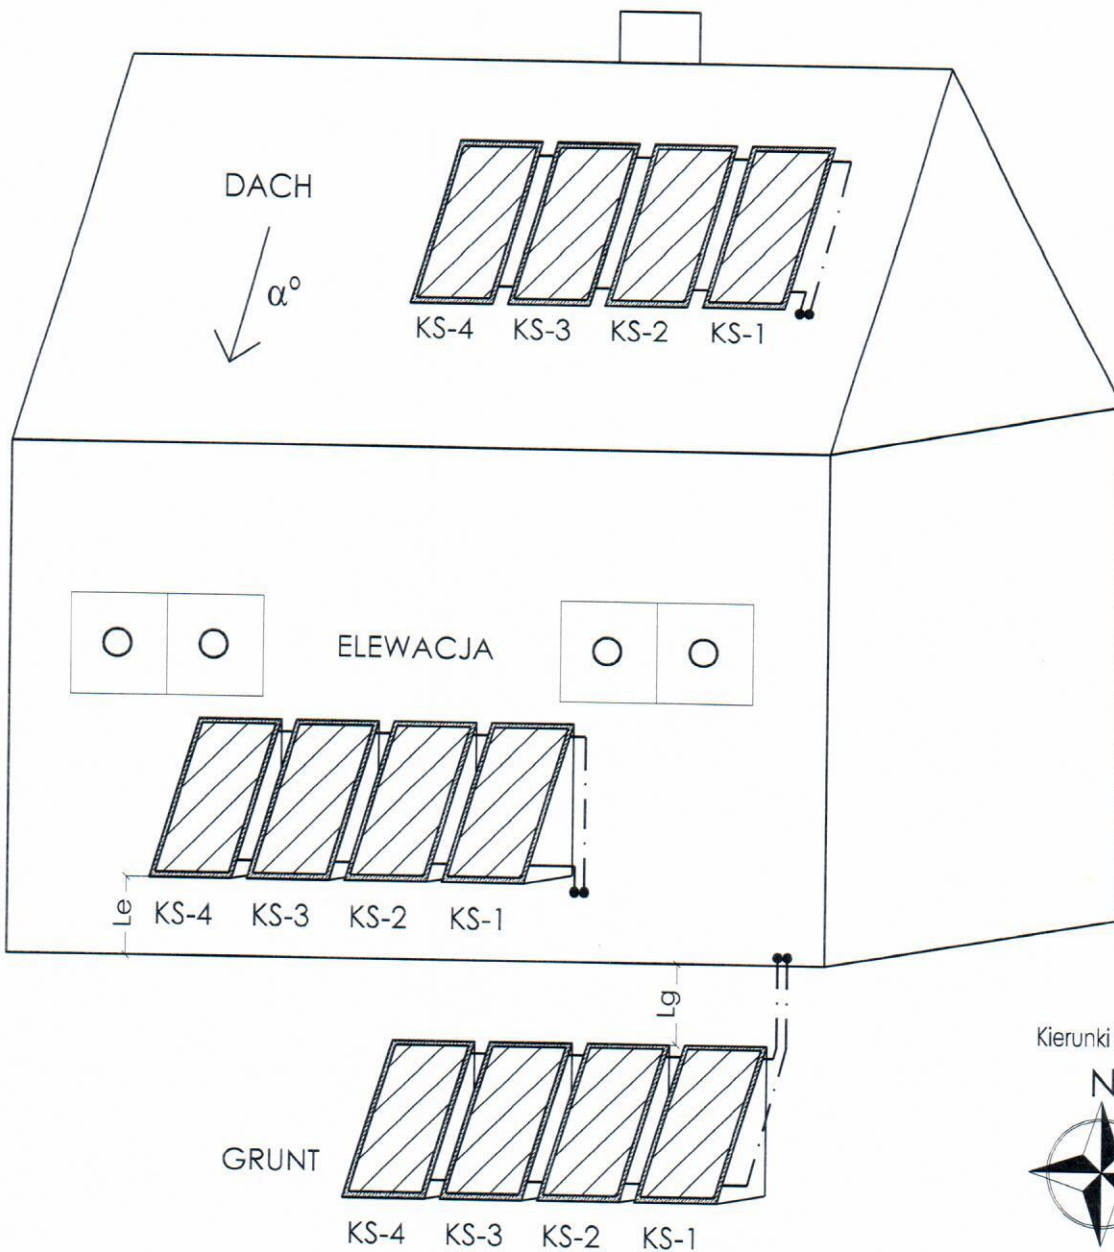 DACH
α°
KS-4 KS-3 KS-2 KS-1
ELEWACJA
Le
KS-4 KS-3 KS-2 KS-1
Lg
Kierunki
N
GRUNT
KS-4 KS-3 KS-2 KS-1